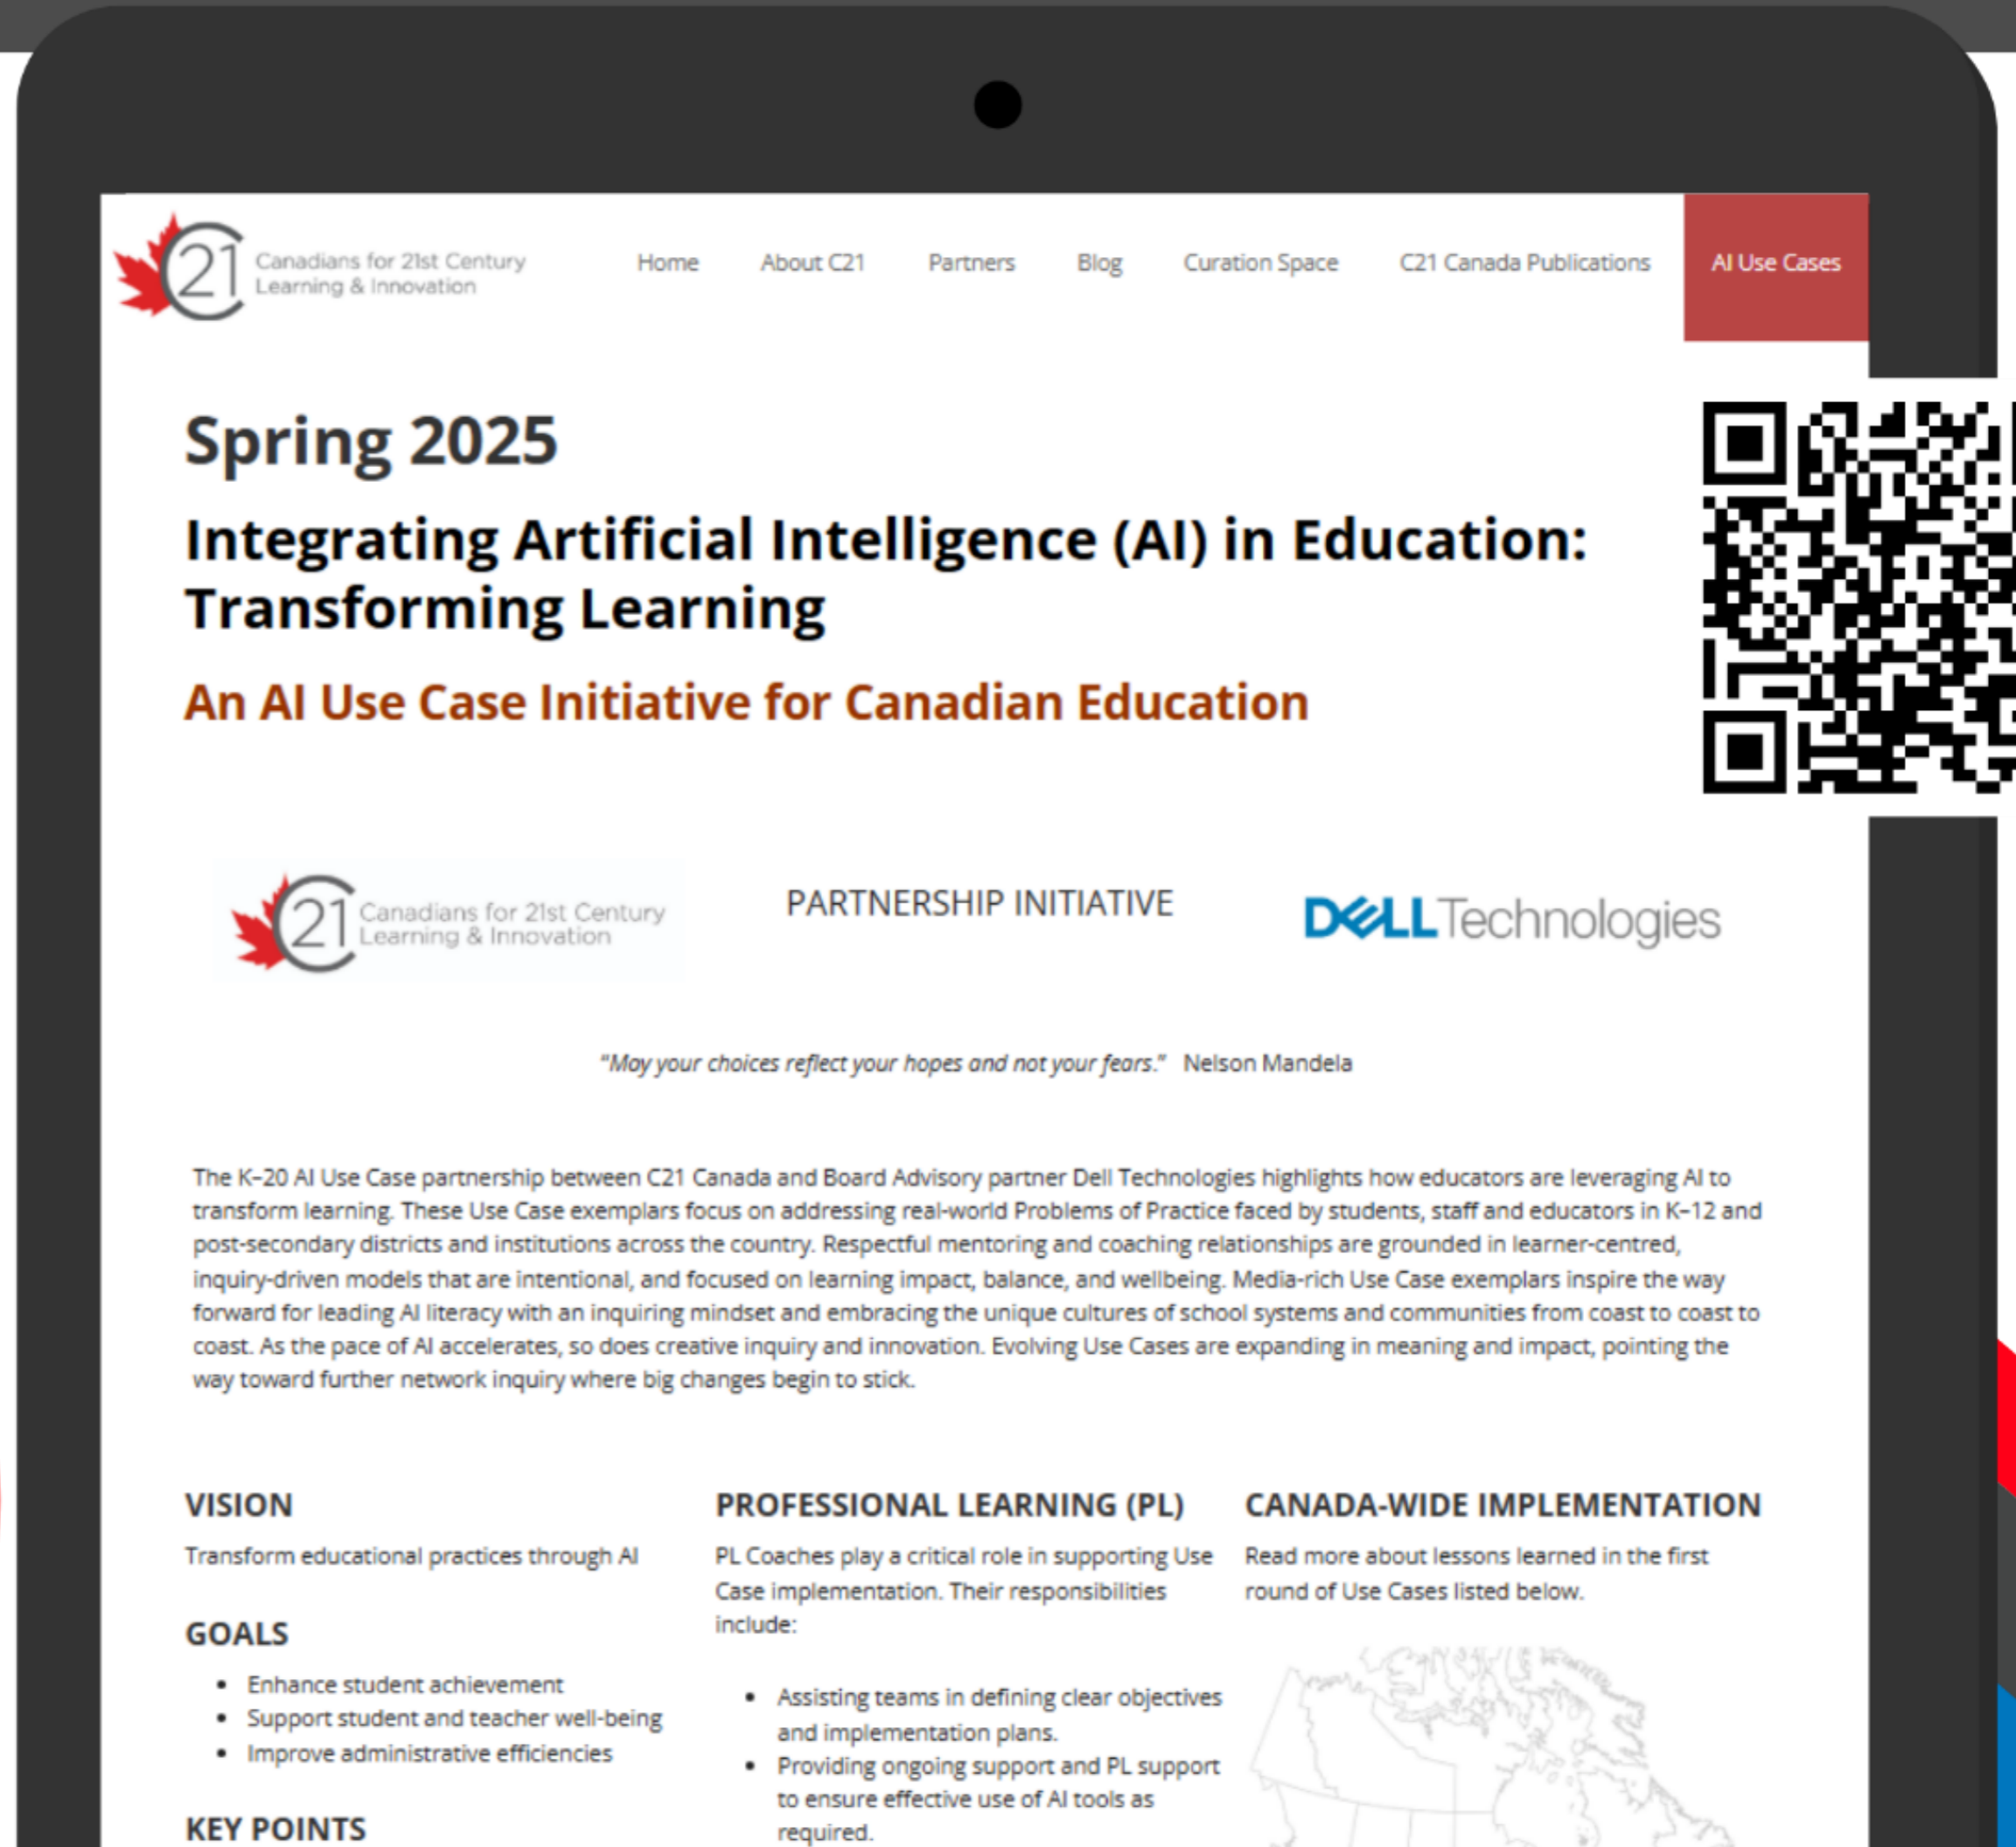 21 Canadians for 21st Century
Learning & Innovation
Home About C21 Partners Blog Curation Space C21 Canada Publications AI Use Cases
Spring 2025
Integrating Artificial Intelligence (AI) in Education:
Transforming Learning
An AI Use Case Initiative for Canadian Education
21 Canadians for 21st Century
Learning & Innovation
PARTNERSHIP INITIATIVE
DELLTechnologies
"May your choices reflect your hopes and not your fears." Nelson Mandela
The K–20 AI Use Case partnership between C21 Canada and Board Advisory partner Dell Technologies highlights how educators are leveraging AI to
transform learning. These Use Case exemplars focus on addressing real-world Problems of Practice faced by students, staff and educators in K–12 and
post-secondary districts and institutions across the country. Respectful mentoring and coaching relationships are grounded in learner-centred,
inquiry-driven models that are intentional, and focused on learning impact, balance, and wellbeing. Media-rich Use Case exemplars inspire the way
forward for leading AI literacy with an inquiring mindset and embracing the unique cultures of school systems and communities from coast to coast to
coast. As the pace of AI accelerates, so does creative inquiry and innovation. Evolving Use Cases are expanding in meaning and impact, pointing the
way toward further network inquiry where big changes begin to stick.
VISION
Transform educational practices through AI
GOALS
• Enhance student achievement
• Support student and teacher well-being
• Improve administrative efficiencies
KEY POINTS
PROFESSIONAL LEARNING (PL)
PL Coaches play a critical role in supporting Use
Case implementation. Their responsibilities
include:
• Assisting teams in defining clear objectives
and implementation plans.
• Providing ongoing support and PL support
to ensure effective use of AI tools as
required.
CANADA-WIDE IMPLEMENTATION
Read more about lessons learned in the first
round of Use Cases listed below.